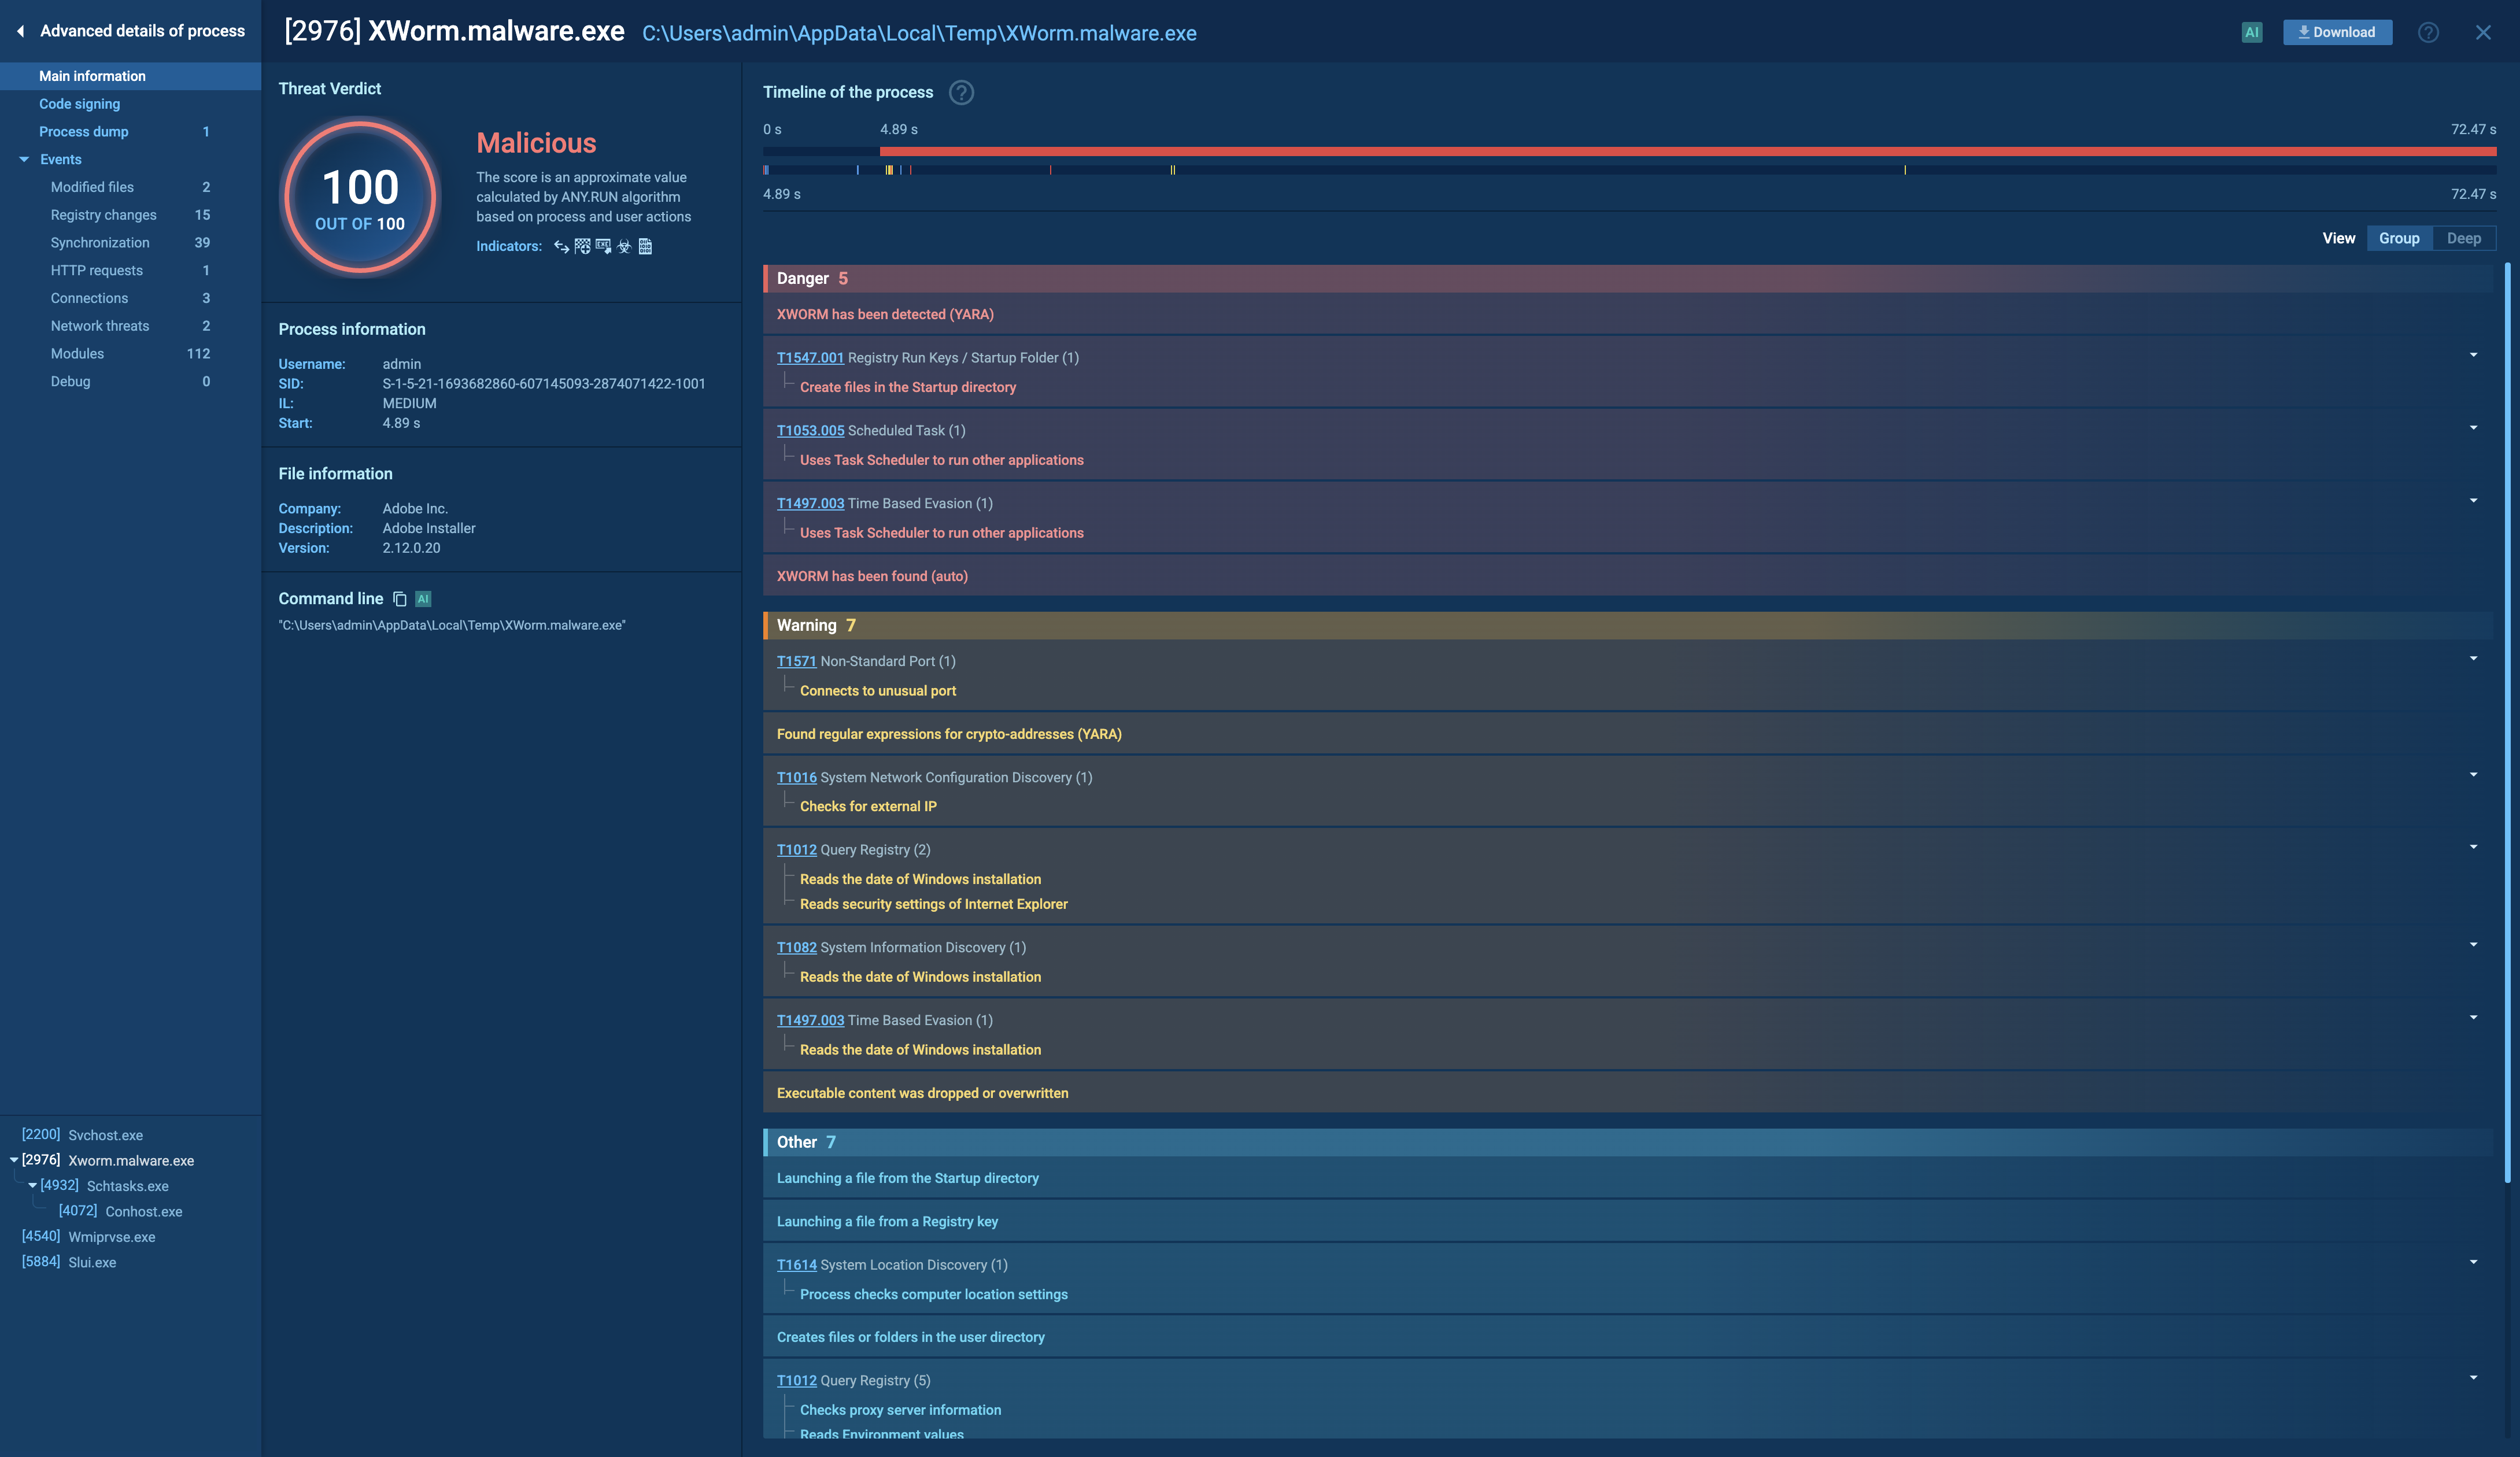 Advanced details of process
[2976] XWorm.malware.exe C:\Users\admin\AppData\Local\Temp\XWorm.malware.exe
AI
Download
?
Main information
Code signing
Process dump 1
Events
Modified files 2
Registry changes 15
Synchronization 39
HTTP requests 1
Connections 3
Network threats 2
Modules 112
Debug 0
[2200] Svchost.exe
[2976] Xworm.malware.exe
[4932] Schtasks.exe
[4072] Conhost.exe
[4540] Wmiprvse.exe
[5884] Slui.exe
Threat Verdict
100
OUT OF 100
Malicious
The score is an approximate value
calculated by ANY.RUN algorithm
based on process and user actions
Indicators:
Process information
Username: admin
SID: S-1-5-21-1693682860-607145093-2874071422-1001
IL: MEDIUM
Start: 4.89 s
File information
Company: Adobe Inc.
Description: Adobe Installer
Version: 2.12.0.20
Command line AI
"C:\Users\admin\AppData\Local\Temp\XWorm.malware.exe"
Timeline of the process ?
0 s 4.89 s 72.47 s
4.89 s 72.47 s
View Group Deep
Danger 5
XWORM has been detected (YARA)
T1547.001 Registry Run Keys / Startup Folder (1)
Create files in the Startup directory
T1053.005 Scheduled Task (1)
Uses Task Scheduler to run other applications
T1497.003 Time Based Evasion (1)
Uses Task Scheduler to run other applications
XWORM has been found (auto)
Warning 7
T1571 Non-Standard Port (1)
Connects to unusual port
Found regular expressions for crypto-addresses (YARA)
T1016 System Network Configuration Discovery (1)
Checks for external IP
T1012 Query Registry (2)
Reads the date of Windows installation
Reads security settings of Internet Explorer
T1082 System Information Discovery (1)
Reads the date of Windows installation
T1497.003 Time Based Evasion (1)
Reads the date of Windows installation
Executable content was dropped or overwritten
Other 7
Launching a file from the Startup directory
Launching a file from a Registry key
T1614 System Location Discovery (1)
Process checks computer location settings
Creates files or folders in the user directory
T1012 Query Registry (5)
Checks proxy server information
Reads Environment values